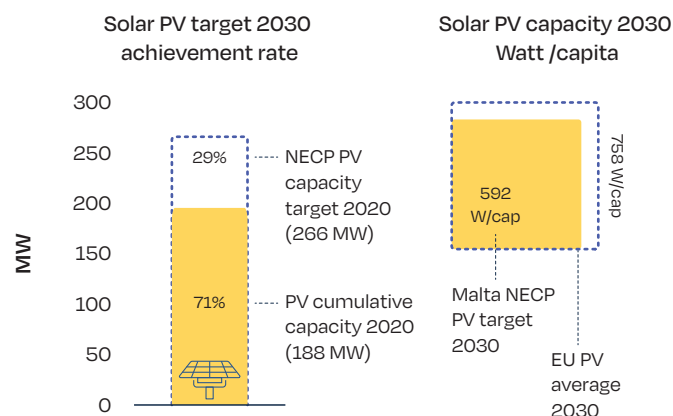 Solar PV target 2030
achievement rate
MW
300
250
200
150
100
50
0
29%
71%
NECP PV
capacity
target 2020
(266 MW)
PV cumulative
capacity 2020
(188 MW)
Solar PV capacity 2030
Watt /capita
592
W/cap
758 W/cap
Malta NECP
PV target
2030
EU PV
average
2030